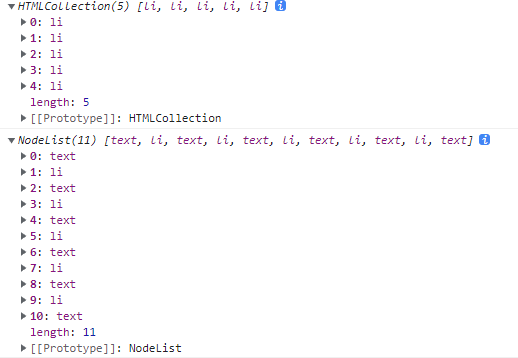 ▼HTMLCollection(5) [li, li, li, li, li] i
▶0: li
▶1: li
▶2: li
▶3: li
▶4: li
length: 5
▶[[Prototype]]: HTMLCollection
▼NodeList(11) [text, li, text, li, text, li, text, li, text, li, text] i
▶0: text
▶1: li
▶2: text
▶3: li
▶4: text
▶5: li
▶6: text
▶7: li
▶8: text
▶9: li
▶10: text
length: 11
▶[[Prototype]]: NodeList